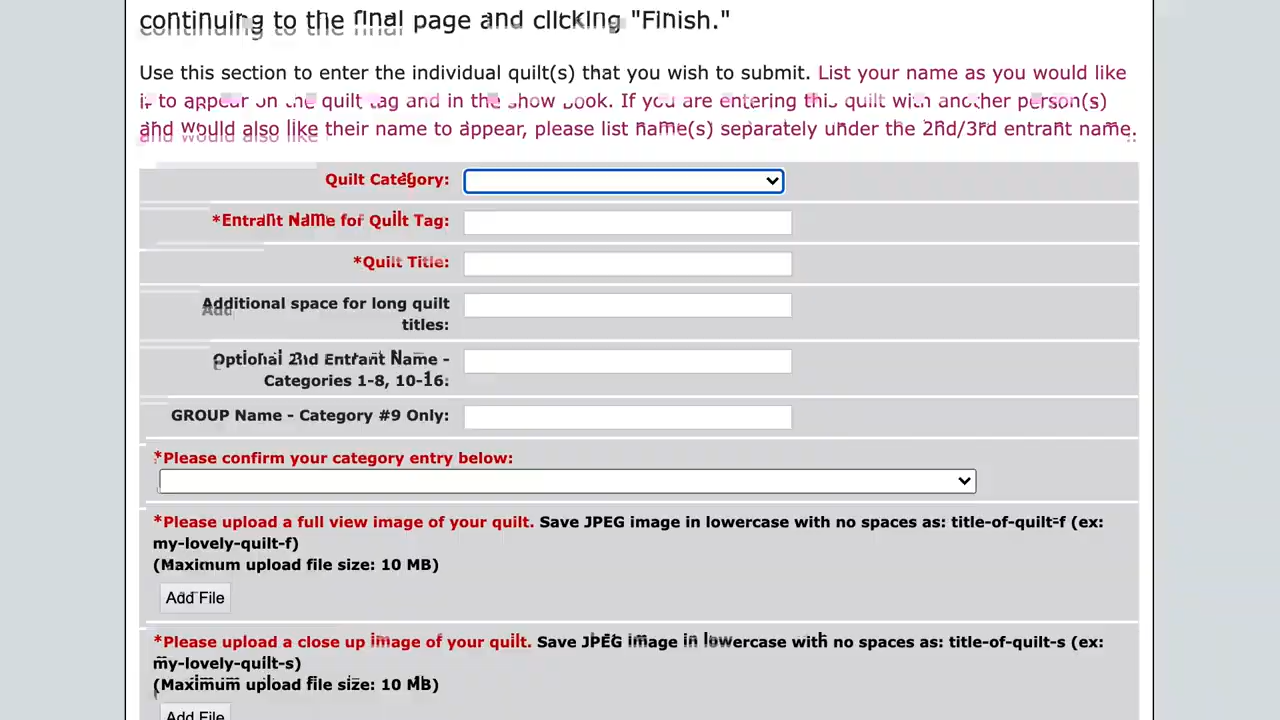 continuing to the final page and clicking "Finish."
Use this section to enter the individual quilt(s) that you wish to submit. List your name as you would like
it to appear on the quilt tag and in the show book. If you are entering this quilt with another person(s)
and would also like their name to appear, please list name(s) separately under the 2nd/3rd entrant name.
Quilt Category:
*Entrant Name for Quilt Tag:
*Quilt Title:
Additional space for long quilt
titles:
Optional 2nd Entrant Name -
Categories 1-8, 10-16:
GROUP Name - Category #9 Only:
*Please confirm your category entry below:
*Please upload a full view image of your quilt. Save JPEG image in lowercase with no spaces as: title-of-quilt-f (ex:
my-lovely-quilt-f)
(Maximum upload file size: 10 MB)
Add File
*Please upload a close up image of your quilt. Save JPEG image in lowercase with no spaces as: title-of-quilt-s (ex:
my-lovely-quilt-s)
(Maximum upload file size: 10 MB)
Add File